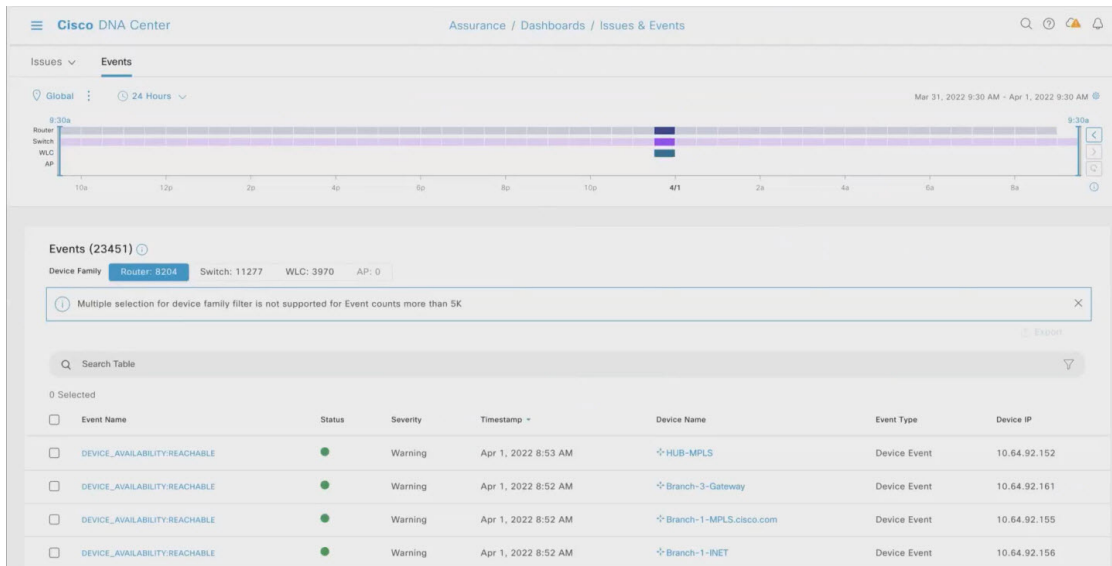 Cisco DNA Center
Assurance / Dashboards / Issues & Events
Issues
Events
Global
24 Hours
Mar 31, 2022 9:30 AM - Apr 1, 2022 9:30 AM
9:30a 9:30a
Router
Switch
WLC
AP
10a 12p 2p 4p 6p 8p 10p 4/1 2a 4a 6a 8a
Events (23451)
Device Family Router: 8204 Switch: 11277 WLC: 3970 AP: 0
Multiple selection for device family filter is not supported for Event counts more than 5K
Export
Search Table
0 Selected
Event Name Status Severity Timestamp Device Name Event Type Device IP
DEVICE_AVAILABILITY:REACHABLE Warning Apr 1, 2022 8:53 AM HUB-MPLS Device Event 10.64.92.152
DEVICE_AVAILABILITY:REACHABLE Warning Apr 1, 2022 8:52 AM Branch-3-Gateway Device Event 10.64.92.161
DEVICE_AVAILABILITY:REACHABLE Warning Apr 1, 2022 8:52 AM Branch-1-MPLS.cisco.com Device Event 10.64.92.155
DEVICE_AVAILABILITY:REACHABLE Warning Apr 1, 2022 8:52 AM Branch-1-INET Device Event 10.64.92.156